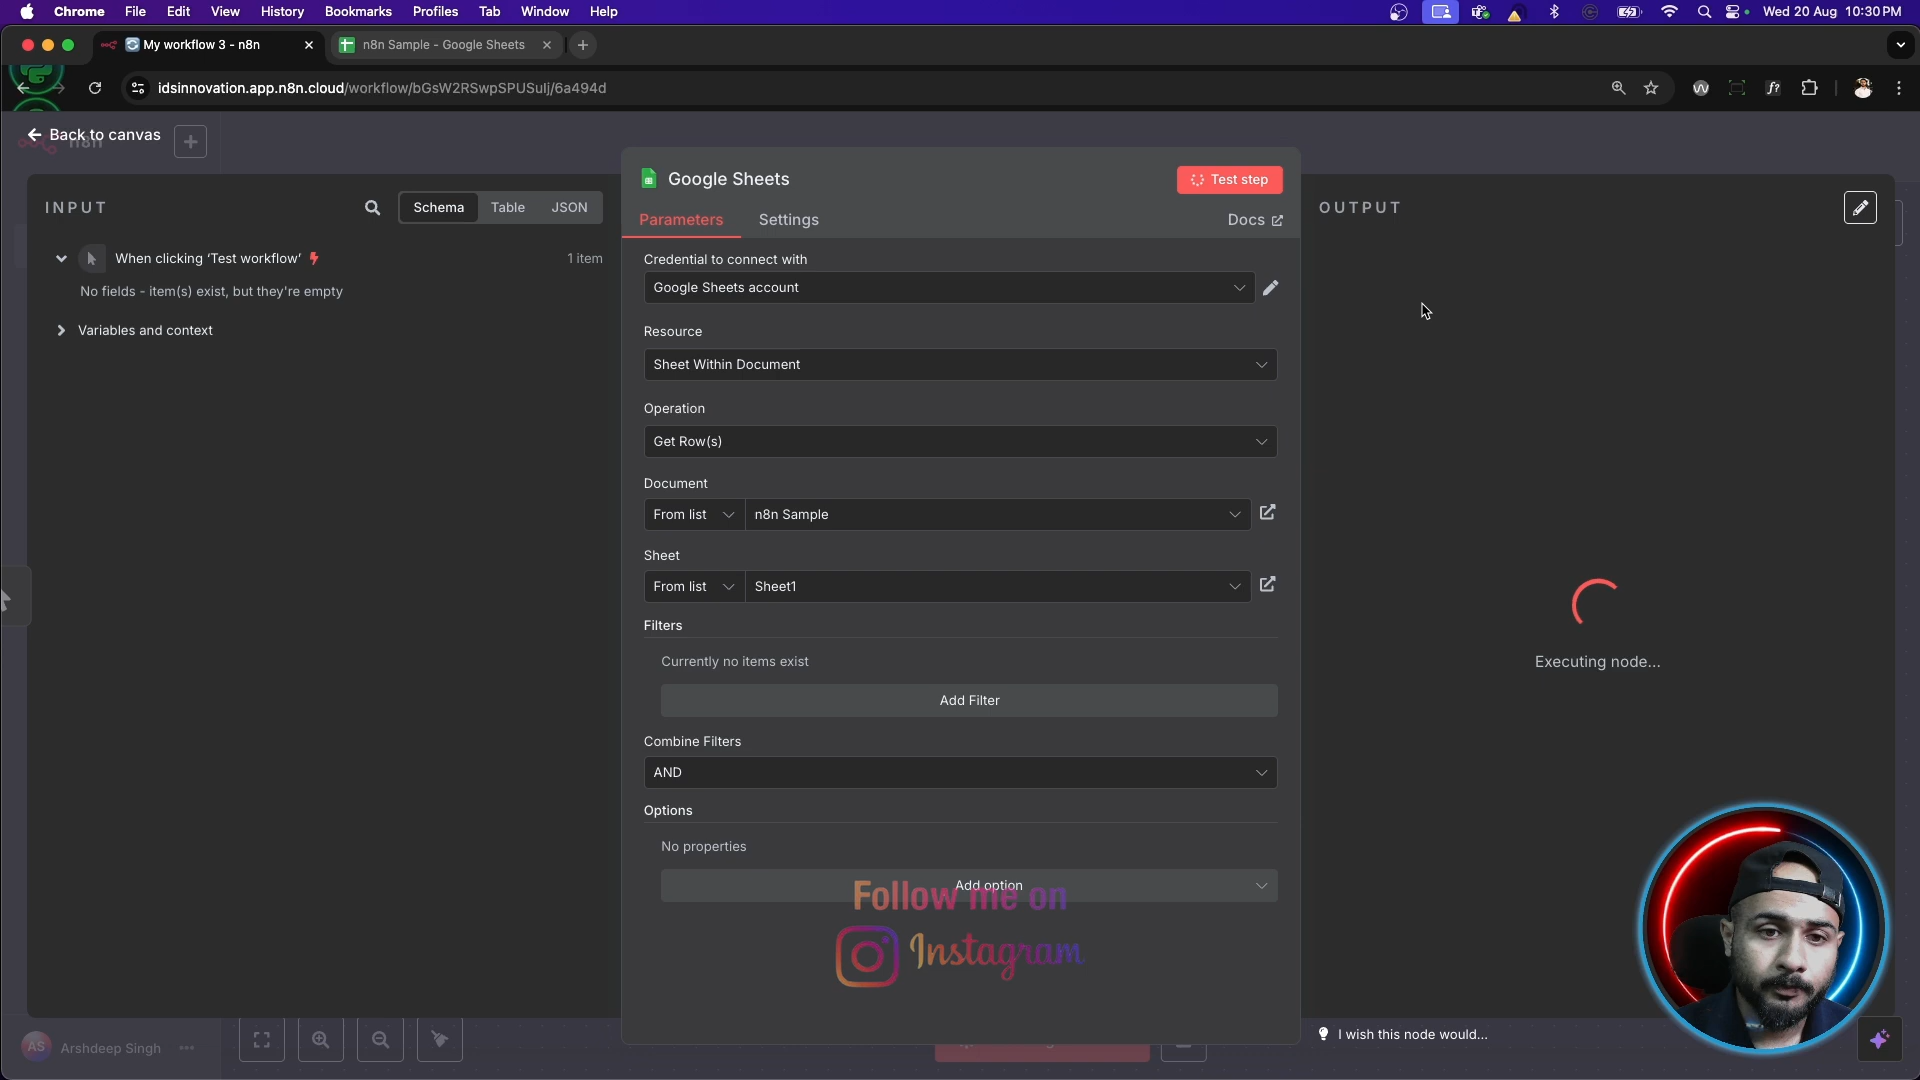 Chrome File Edit View History Bookmarks Profiles Tab Window Help Wed 20 Aug 10:30 PM
My workflow 3 - n8n
n8n Sample - Google Sheets
idsinnovation.app.n8n.cloud/workflow/bGsW2RSwpSPUSulj/6a494d
Back to canvas
n8n
INPUT
Schema Table JSON
When clicking ‘Test workflow’
1 item
No fields - item(s) exist, but they're empty
Variables and context
Google Sheets
Test step
Parameters Settings Docs
Credential to connect with
Google Sheets account
Resource
Sheet Within Document
Operation
Get Row(s)
Document
From list n8n Sample
Sheet
From list Sheet1
Filters
Currently no items exist
Add Filter
Combine Filters
AND
Options
No properties
Add option
Follow me on
Instagram
OUTPUT
Executing node...
I wish this node would...
AS Arshdeep Singh